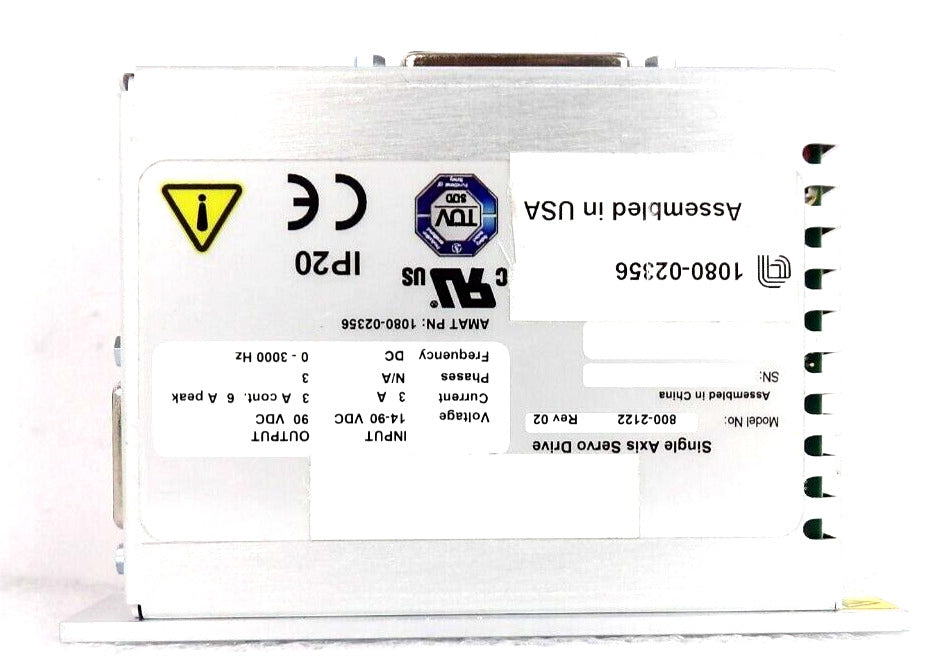 Single Axis Servo Drive
Model No: 800-2122 Rev 02
Assembled in China
SN:
INPUT OUTPUT
Voltage 14-90 VDC 90 VDC
Current 3 A 3 A cont. 6 A peak
Phases N/A 3
Frequency DC 0 - 3000 Hz
AMAT PN: 1080-02356
1080-02356
Assembled in USA
C US
IP20
TÜV
SÜD
CE